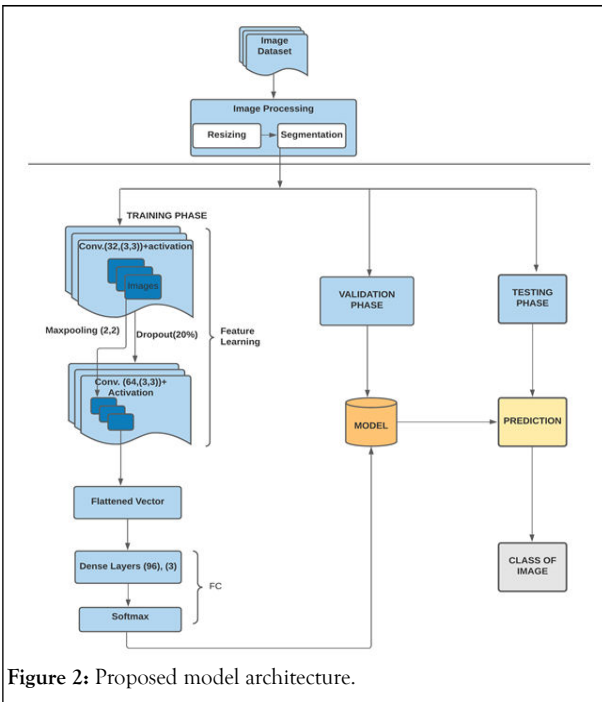 Image
Dataset
Image Processing
Resizing
Segmentation
TRAINING PHASE
Conv.(32,(3,3))+activation
Images
Maxpooling (2,2)
Dropout(20%)
Feature
Learning
Conv. (64,(3,3))+
Activation
Flattened Vector
Dense Layers (96), (3)
FC
Softmax
VALIDATION
PHASE
MODEL
TESTING
PHASE
PREDICTION
CLASS OF
IMAGE
Figure 2: Proposed model architecture.